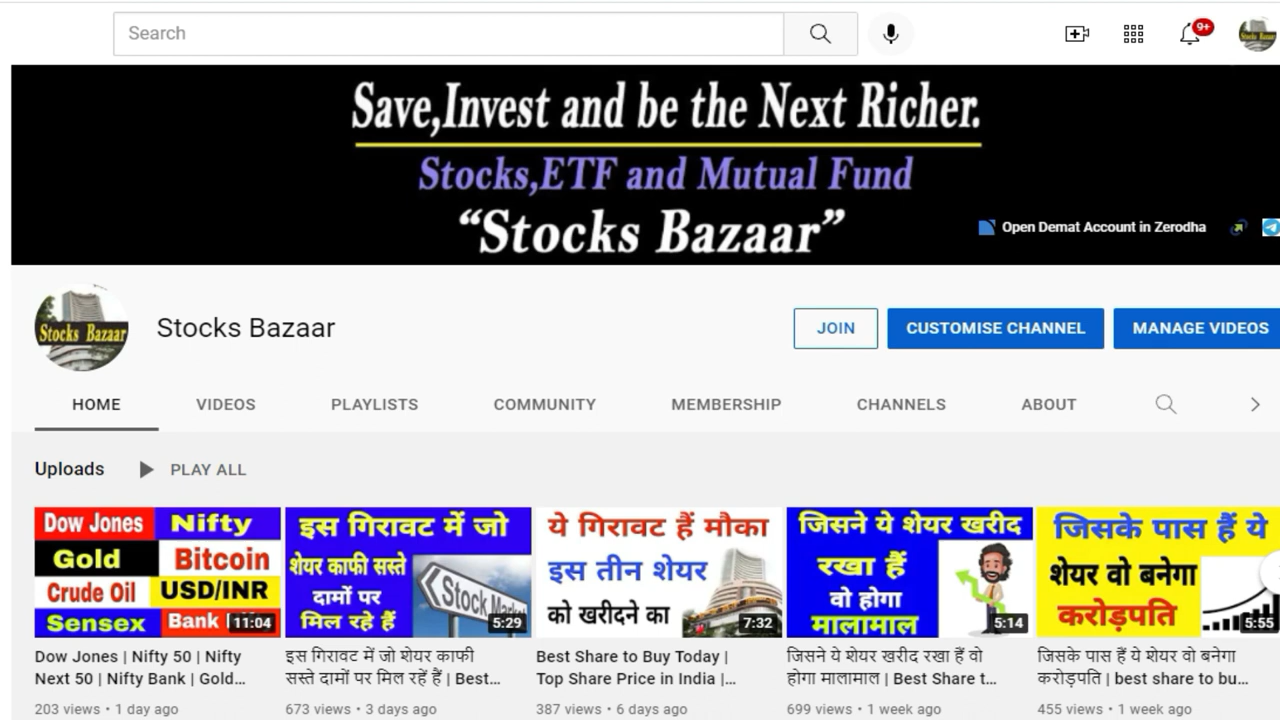 Search
9+
Save,Invest and be the Next Richer.
Stocks,ETF and Mutual Fund
“Stocks Bazaar”
Open Demat Account in Zerodha
Stocks Bazaar
Stocks Bazaar
JOIN
CUSTOMISE CHANNEL
MANAGE VIDEOS
HOME
VIDEOS
PLAYLISTS
COMMUNITY
MEMBERSHIP
CHANNELS
ABOUT
Uploads
PLAY ALL
Dow Jones
Nifty
Gold
Bitcoin
Crude Oil
USD/INR
Sensex
Bank
11:04
इस गिरावट में जो
शेयर काफी सस्ते
दामों पर
मिल रहे हैं
Stock Market
5:29
ये गिरावट हैं मौका
इस तीन शेयर
को खरीदने का
7:32
जिसने ये शेयर खरीद
रखा हैं
वो होगा
मालामाल
5:14
जिसके पास हैं ये
शेयर वो बनेगा
करोड़पति
5:55
Dow Jones | Nifty 50 | Nifty
Next 50 | Nifty Bank | Gold...
203 views • 1 day ago
इस गिरावट में जो शेयर काफी
सस्ते दामों पर मिल रहें हैं | Best...
673 views • 3 days ago
Best Share to Buy Today |
Top Share Price in India |...
387 views • 6 days ago
जिसने ये शेयर खरीद रखा हैं वो
होगा मालामाल | Best Share t...
699 views • 1 week ago
जिसके पास हैं ये शेयर वो बनेगा
करोड़पति | best share to bu...
455 views • 1 week ago